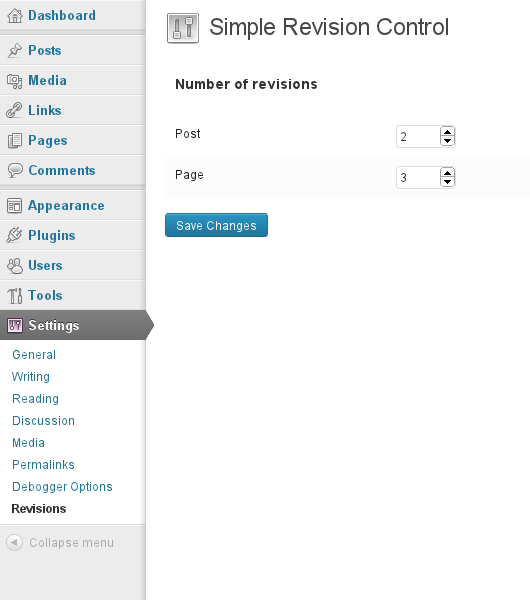 Dashboard
Posts
Media
Links
Pages
Comments
Appearance
Plugins
Users
Tools
Settings
General
Writing
Reading
Discussion
Media
Permalinks
Debogger Options
Revisions
Collapse menu
Simple Revision Control
Number of revisions
Post 2
Page 3
Save Changes